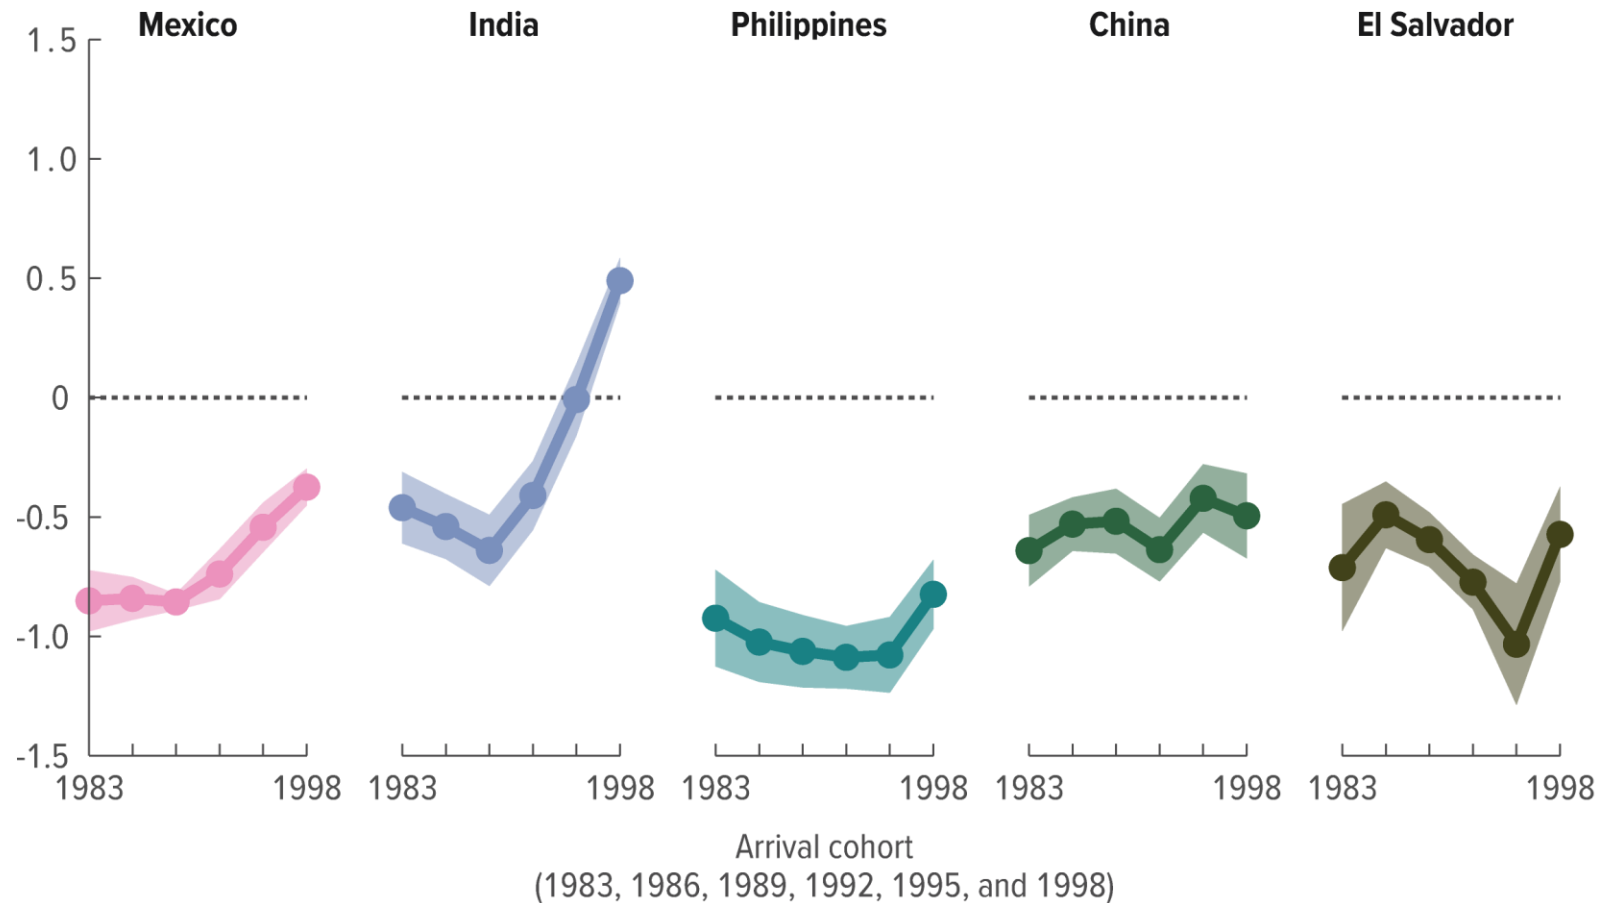 Mexico India Philippines China El Salvador
1.5
1.0
0.5
0
-0.5
-1.0
-1.5
1983 1998 1983 1998 1983 1998 1983 1998 1983 1998
Arrival cohort
(1983, 1986, 1989, 1992, 1995, and 1998)